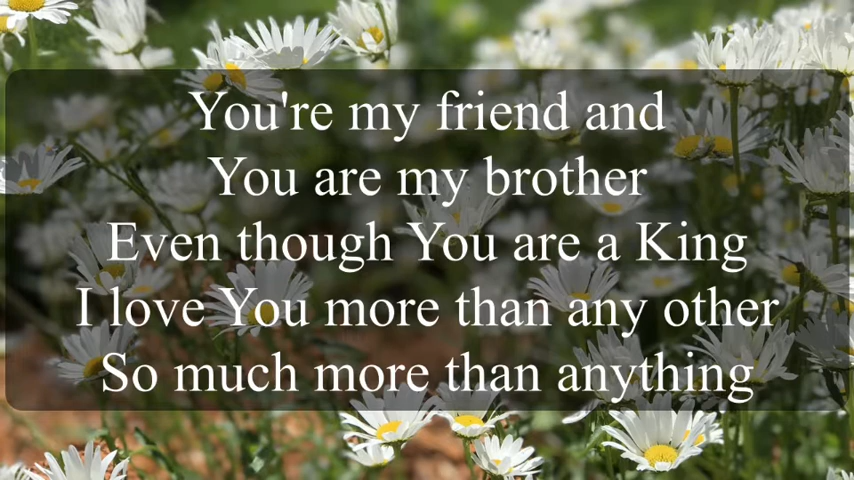 You're my friend and
You are my brother
Even though You are a King
I love You more than any other
So much more than anything